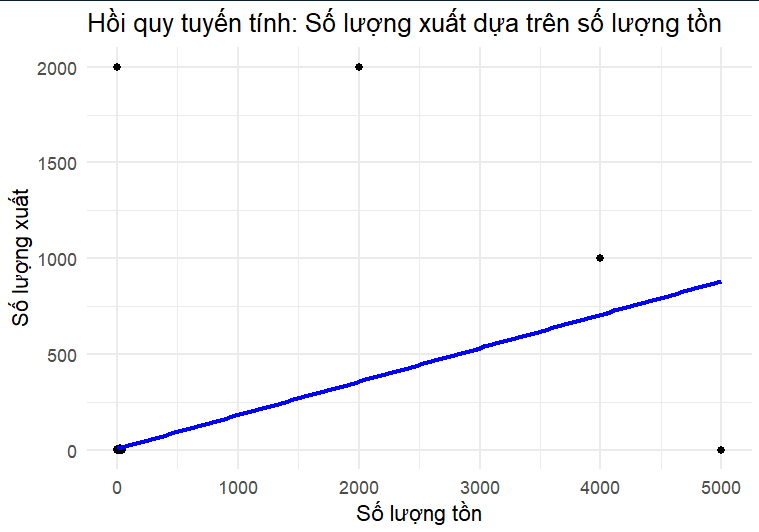 Hồi quy tuyến tính: Số lượng xuất dựa trên số lượng tồn
2000
1500
1000
500
0
Số lượng xuất
0 1000 2000 3000 4000 5000
Số lượng tồn